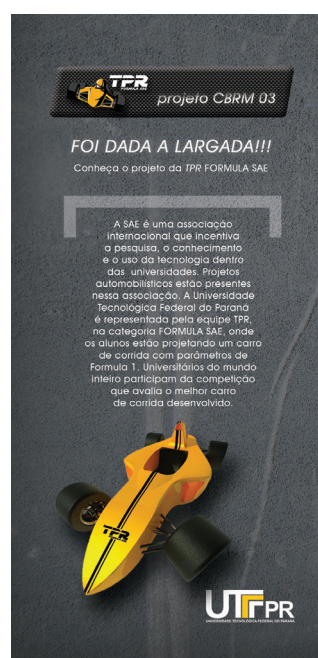 TPR
FORMULA SAE
projeto CBRM 03
FOI DADA A LARGADA!!!
Conheça o projeto da TPR FORMULA SAE
A SAE é uma associação
internacional que incentiva
a pesquisa, o conhecimento
e o uso da tecnologia dentro
das universidades. Projetos
automobilísticos estão presentes
nessa associação. A Universidade
Tecnológica Federal do Paraná
é representada pela equipe TPR,
na categoria FORMULA SAE, onde
os alunos estão projetando um carro
de corrida com parâmetros de
Formula 1. Universitários do mundo
inteiro participam da competição
que avalia o melhor carro
de corrida desenvolvido.
TPR
UTFPR
UNIVERSIDADE TECNOLÓGICA FEDERAL DO PARANÁ